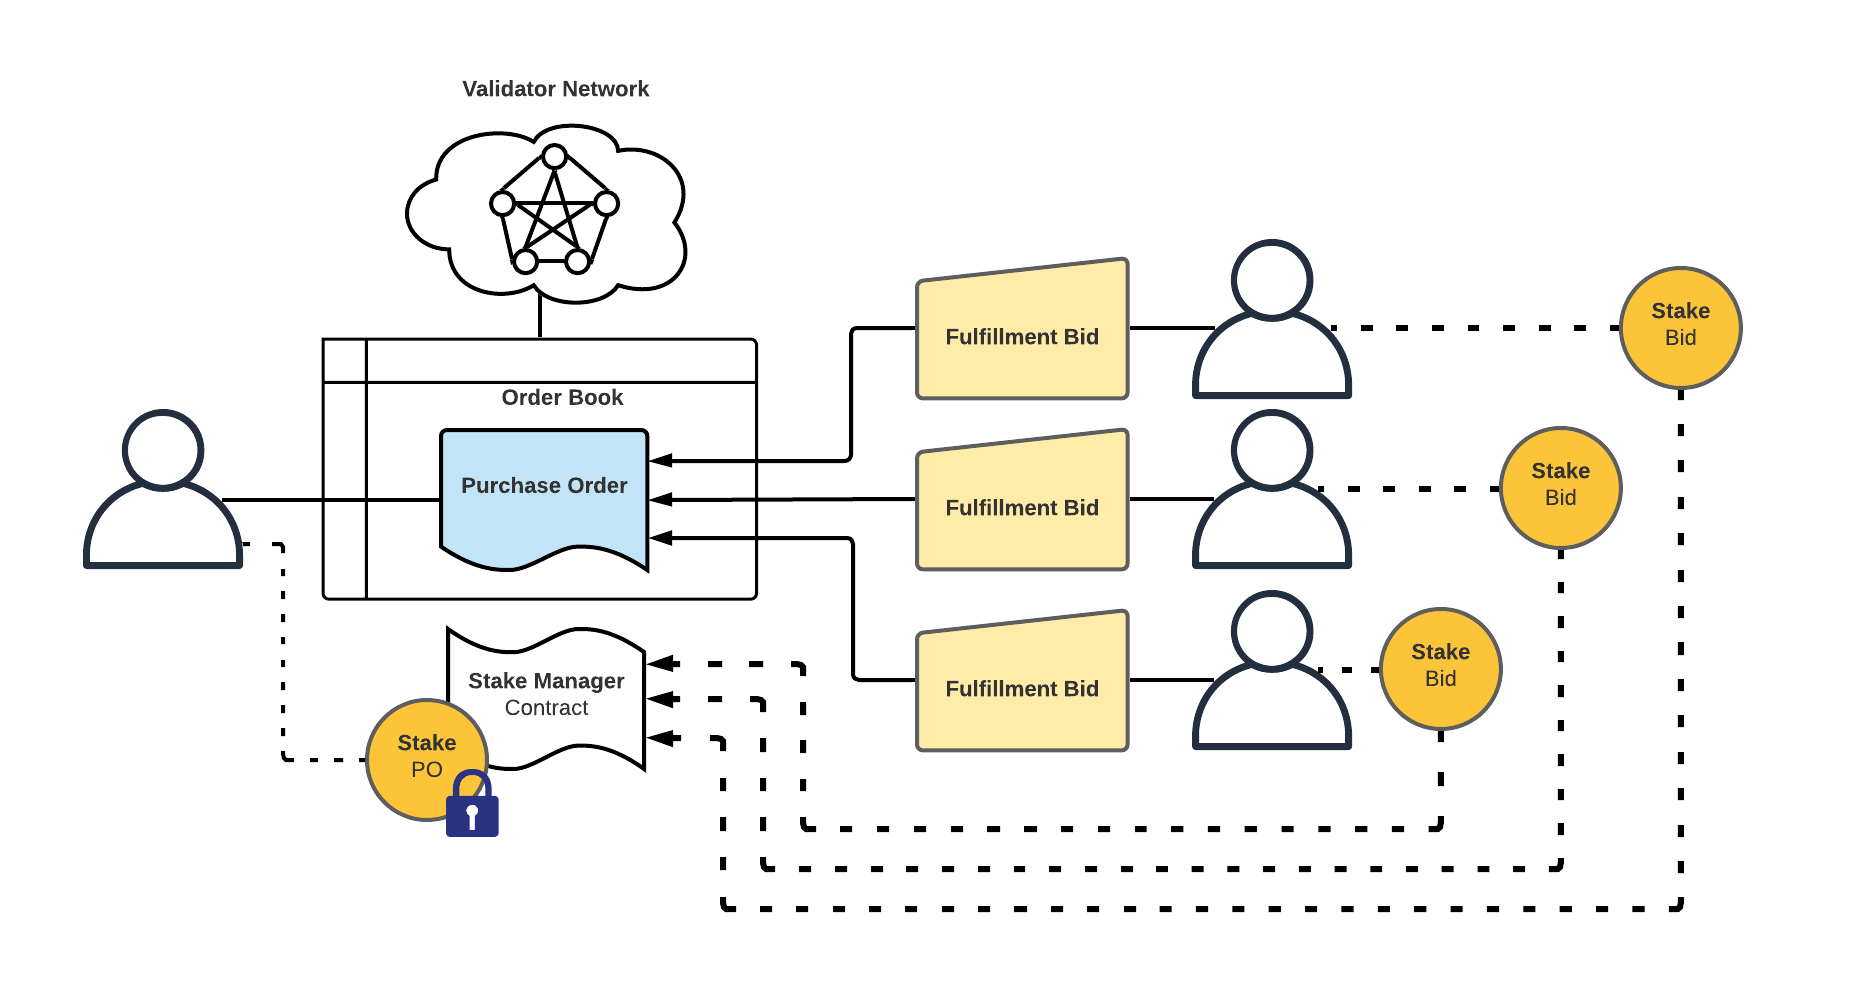 Validator Network
Order Book
Purchase Order
Fulfillment Bid
Stake
Bid
Fulfillment Bid
Stake
Bid
Fulfillment Bid
Stake
Bid
Stake Manager
Contract
Stake
PO